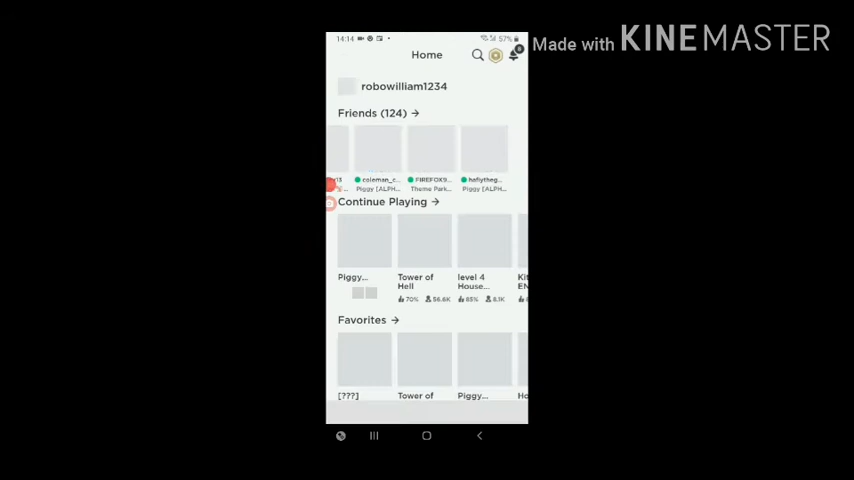 14:14
57%
Made with KINEMASTER
Home
robowilliam1234
Friends (124)
coleman_c... FIREFOX9... heflytheg...
Piggy [ALPH... Theme Park... Piggy [ALPH...
Continue Playing
Piggy... Tower of Hell level 4 House...
70% 56.6K 85% 8.1K
Favorites
[???] Tower of Piggy...